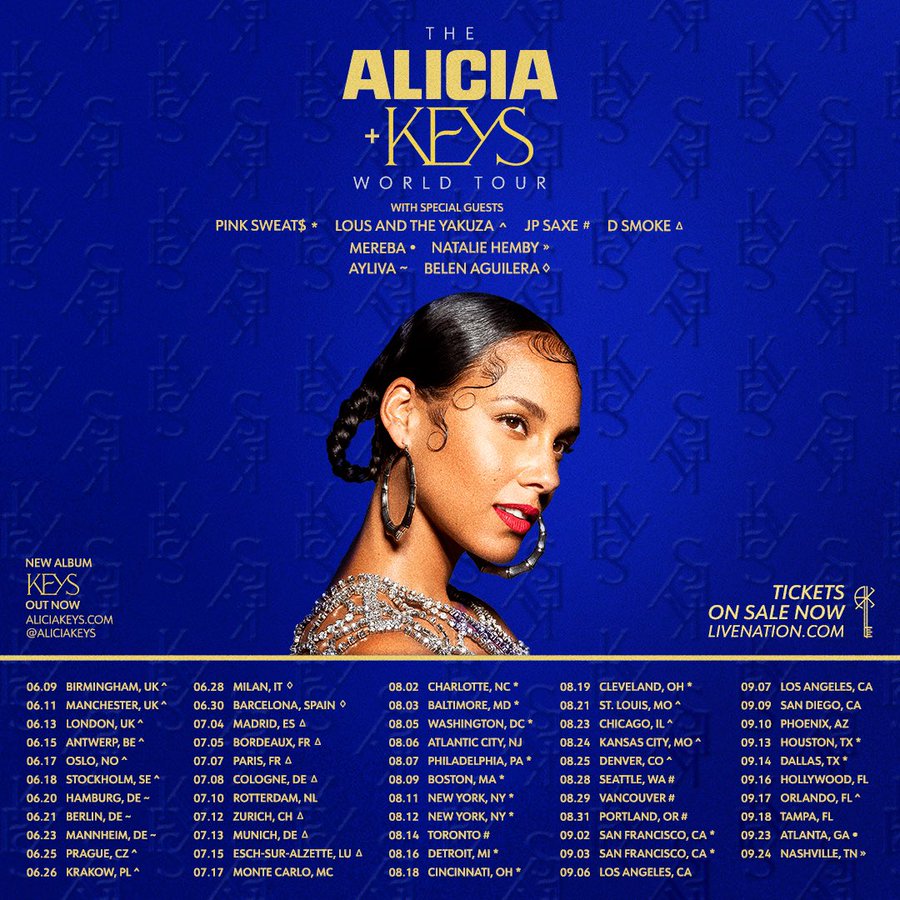 THE
ALICIA
+KEYS
WORLD TOUR
WITH SPECIAL GUESTS
PINK SWEAT$ * LOUS AND THE YAKUZA ^ JP SAXE # D SMOKE Δ
MEREBA • NATALIE HEMBY »
AYLIVA ~ BELEN AGUILERA ◊
NEW ALBUM
KEYS
OUT NOW
ALICIAKEYS.COM
@ALICIAKEYS
TICKETS
ON SALE NOW
LIVENATION.COM
06.09 BIRMINGHAM, UK ^
06.11 MANCHESTER, UK ^
06.13 LONDON, UK ^
06.15 ANTWERP, BE ^
06.17 OSLO, NO ^
06.18 STOCKHOLM, SE ^
06.20 HAMBURG, DE ~
06.21 BERLIN, DE ~
06.23 MANNHEIM, DE ~
06.25 PRAGUE, CZ ^
06.26 KRAKOW, PL ^
06.28 MILAN, IT ◊
06.30 BARCELONA, SPAIN ◊
07.04 MADRID, ES Δ
07.05 BORDEAUX, FR Δ
07.07 PARIS, FR Δ
07.08 COLOGNE, DE Δ
07.10 ROTTERDAM, NL
07.12 ZURICH, CH Δ
07.13 MUNICH, DE Δ
07.15 ESCH-SUR-ALZETTE, LU Δ
07.17 MONTE CARLO, MC
08.02 CHARLOTTE, NC *
08.03 BALTIMORE, MD *
08.05 WASHINGTON, DC *
08.06 ATLANTIC CITY, NJ
08.07 PHILADELPHIA, PA *
08.09 BOSTON, MA *
08.11 NEW YORK, NY *
08.12 NEW YORK, NY *
08.14 TORONTO #
08.16 DETROIT, MI *
08.18 CINCINNATI, OH *
08.19 CLEVELAND, OH *
08.21 ST. LOUIS, MO ^
08.23 CHICAGO, IL ^
08.24 KANSAS CITY, MO ^
08.25 DENVER, CO ^
08.28 SEATTLE, WA #
08.29 VANCOUVER #
08.31 PORTLAND, OR #
09.02 SAN FRANCISCO, CA *
09.03 SAN FRANCISCO, CA *
09.06 LOS ANGELES, CA
09.07 LOS ANGELES, CA
09.09 SAN DIEGO, CA
09.10 PHOENIX, AZ
09.13 HOUSTON, TX *
09.14 DALLAS, TX *
09.16 HOLLYWOOD, FL
09.17 ORLANDO, FL ^
09.18 TAMPA, FL
09.23 ATLANTA, GA •
09.24 NASHVILLE, TN »